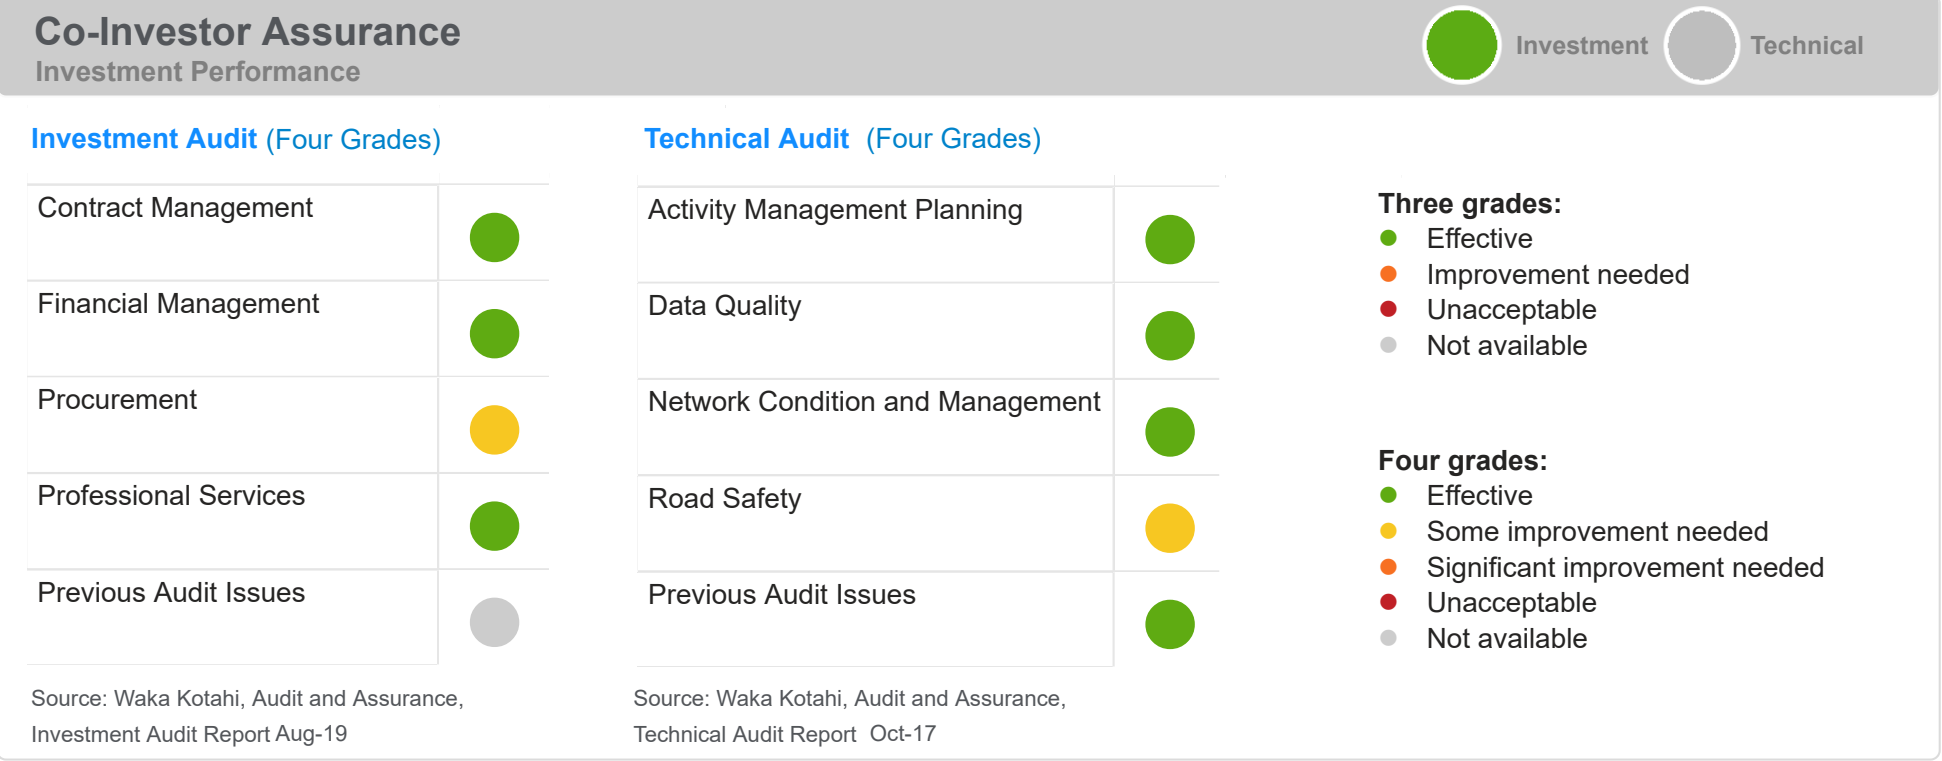 Co-Investor Assurance
Investment Performance
Investment
Technical
Investment Audit (Four Grades)
Contract Management
Financial Management
Procurement
Professional Services
Previous Audit Issues
Source: Waka Kotahi, Audit and Assurance,
Investment Audit Report Aug-19
Technical Audit (Four Grades)
Activity Management Planning
Data Quality
Network Condition and Management
Road Safety
Previous Audit Issues
Source: Waka Kotahi, Audit and Assurance,
Technical Audit Report Oct-17
Three grades:
Effective
Improvement needed
Unacceptable
Not available
Four grades:
Effective
Some improvement needed
Significant improvement needed
Unacceptable
Not available